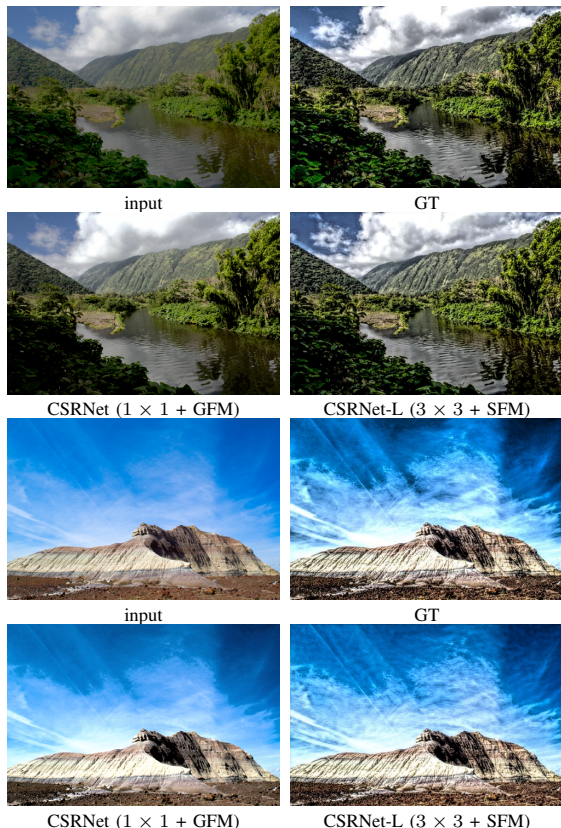 input
GT
CSRNet (1 × 1 + GFM)
CSRNet-L (3 × 3 + SFM)
input
GT
CSRNet (1 × 1 + GFM)
CSRNet-L (3 × 3 + SFM)